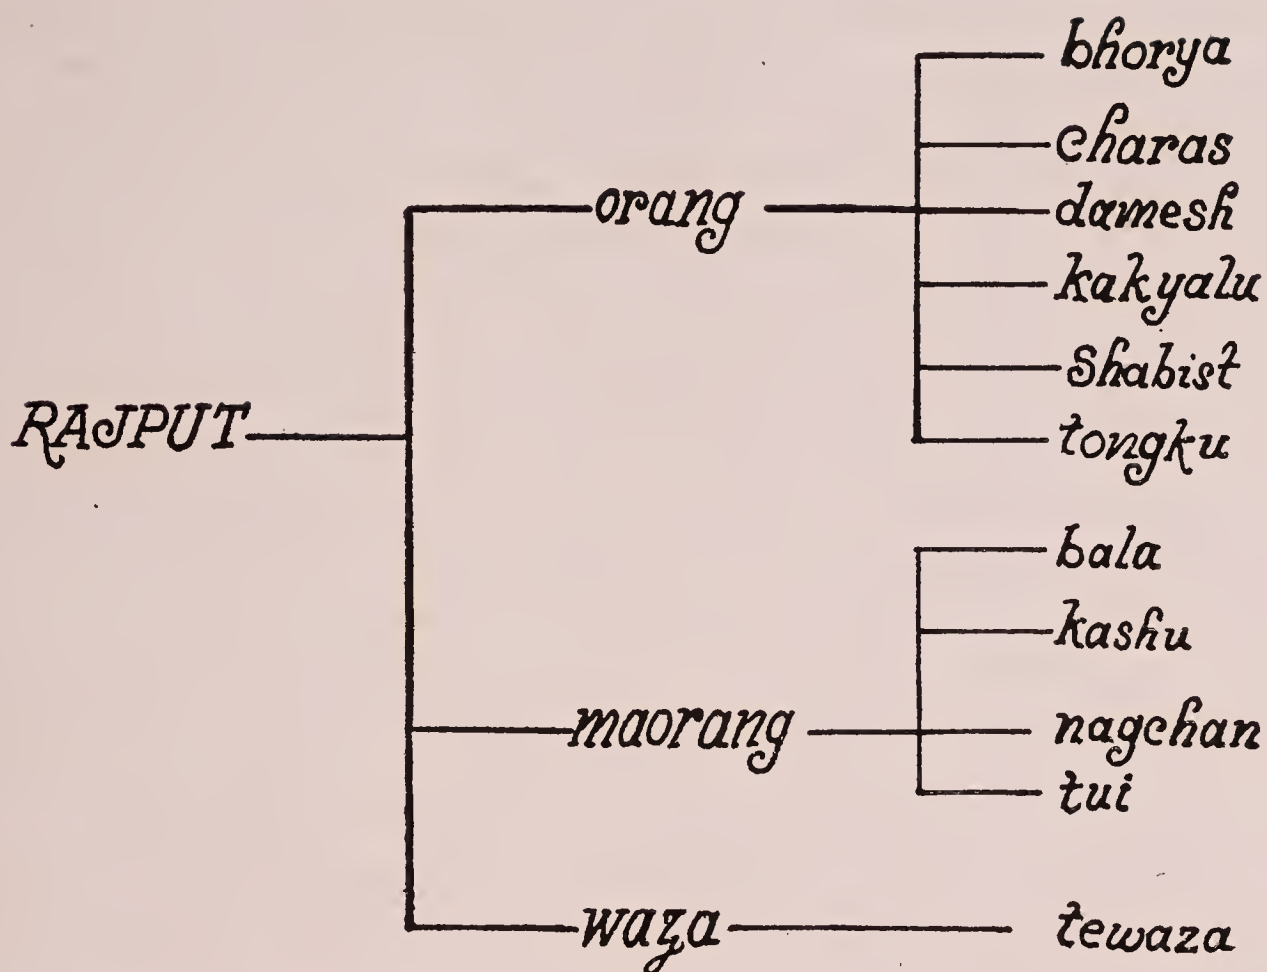 bhorya
charas
orang
damesh
kakyalu
Shabist
RAJPUT
tongku
bala
kashu
maorang
nagchan
tui
waza
tewaza